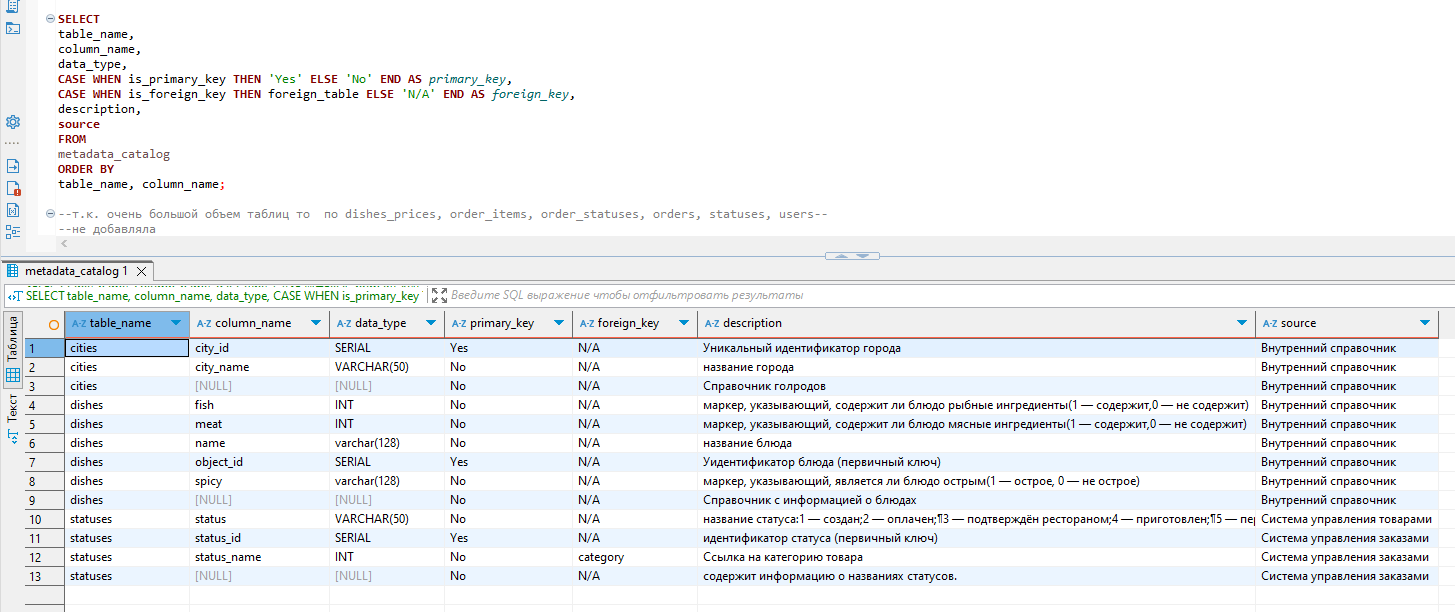 SELECT
table_name,
column_name,
data_type,
CASE WHEN is_primary_key THEN 'Yes' ELSE 'No' END AS primary_key,
CASE WHEN is_foreign_key THEN foreign_table ELSE 'N/A' END AS foreign_key,
description,
source
FROM
metadata_catalog
ORDER BY
table_name, column_name;
--т.к. очень большой объем таблиц то  по dishes_prices, order_items, order_statuses, orders, statuses, users--
--не добавляла
metadata_catalog 1
SELECT table_name, column_name, data_type, CASE WHEN is_primary_key Введите SQL выражение чтобы отфильтровать результаты
Таблица
Текст
A-Z table_name A-Z column_name A-Z data_type A-Z primary_key A-Z foreign_key A-Z description A-Z source
1 cities city_id SERIAL Yes N/A Уникальный идентификатор города Внутренний справочник
2 cities city_name VARCHAR(50) No N/A название города Внутренний справочник
3 cities [NULL] [NULL] No N/A Справочник голродов Внутренний справочник
4 dishes fish INT No N/A маркер, указывающий, содержит ли блюдо рыбные ингредиенты(1 — содержит,0 — не содержит) Внутренний справочник
5 dishes meat INT No N/A маркер, указывающий, содержит ли блюдо мясные ингредиенты(1 — содержит,0 — не содержит) Внутренний справочник
6 dishes name varchar(128) No N/A название блюда Внутренний справочник
7 dishes object_id SERIAL Yes N/A Уидентификатор блюда (первичный ключ) Внутренний справочник
8 dishes spicy varchar(128) No N/A маркер, указывающий, является ли блюдо острым(1 — острое, 0 — не острое) Внутренний справочник
9 dishes [NULL] [NULL] No N/A Справочник с информацией о блюдах Внутренний справочник
10 statuses status VARCHAR(50) No N/A название статуса:1 — создан;2 — оплачен;¶3 — подтверждён рестораном;4 — приготовлен;¶5 — пер Система управления товарами
11 statuses status_id SERIAL Yes N/A идентификатор статуса (первичный ключ) Система управления заказами
12 statuses status_name INT No category Ссылка на категорию товара Система управления заказами
13 statuses [NULL] [NULL] No N/A содержит информацию о названиях статусов. Система управления заказами